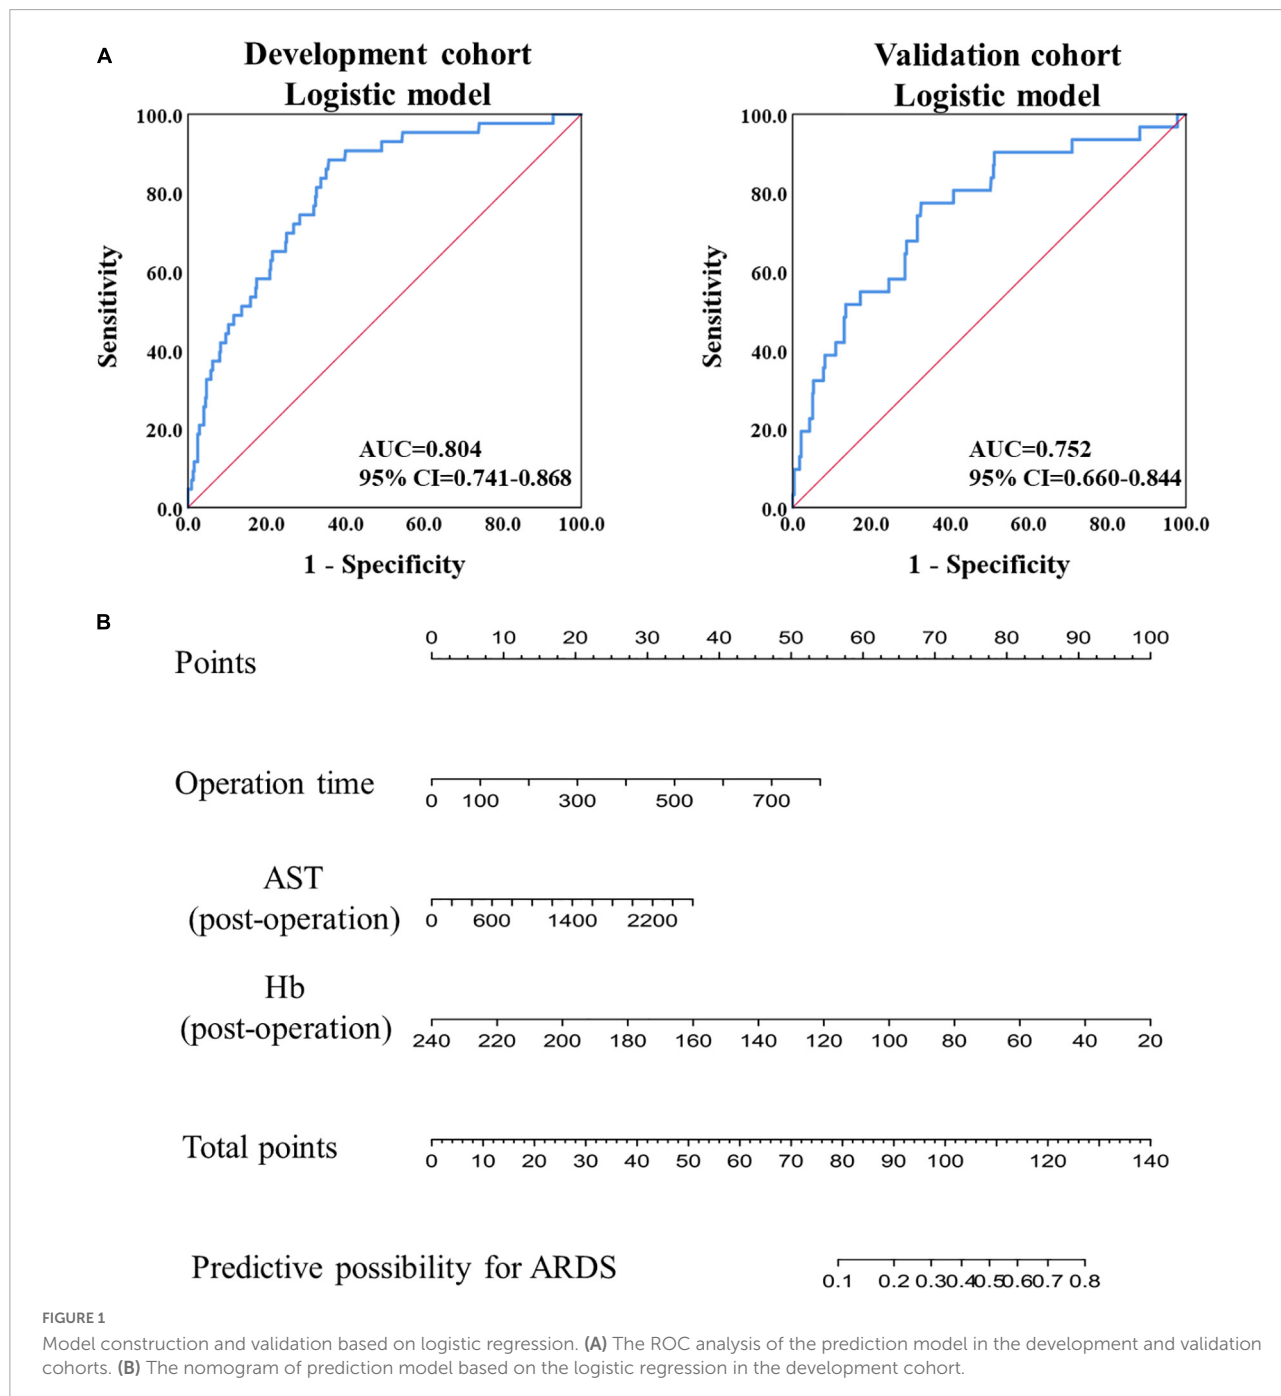 A
Development cohort
Logistic model
100.0
80.0
60.0
40.0
20.0
0.0
Sensitivity
0.0 20.0 40.0 60.0 80.0 100.0
1 - Specificity
AUC=0.804
95% CI=0.741-0.868
Validation cohort
Logistic model
100.0
80.0
60.0
40.0
20.0
0.0
Sensitivity
0.0 20.0 40.0 60.0 80.0 100.0
1 - Specificity
AUC=0.752
95% CI=0.660-0.844
B
Points
0 10 20 30 40 50 60 70 80 90 100
Operation time
0 100 300 500 700
AST
(post-operation)
0 600 1400 2200
Hb
(post-operation)
240 220 200 180 160 140 120 100 80 60 40 20
Total points
0 10 20 30 40 50 60 70 80 90 100 120 140
Predictive possibility for ARDS
0.1 0.2 0.3 0.4 0.5 0.6 0.7 0.8
FIGURE 1
Model construction and validation based on logistic regression. (A) The ROC analysis of the prediction model in the development and validation
cohorts. (B) The nomogram of prediction model based on the logistic regression in the development cohort.